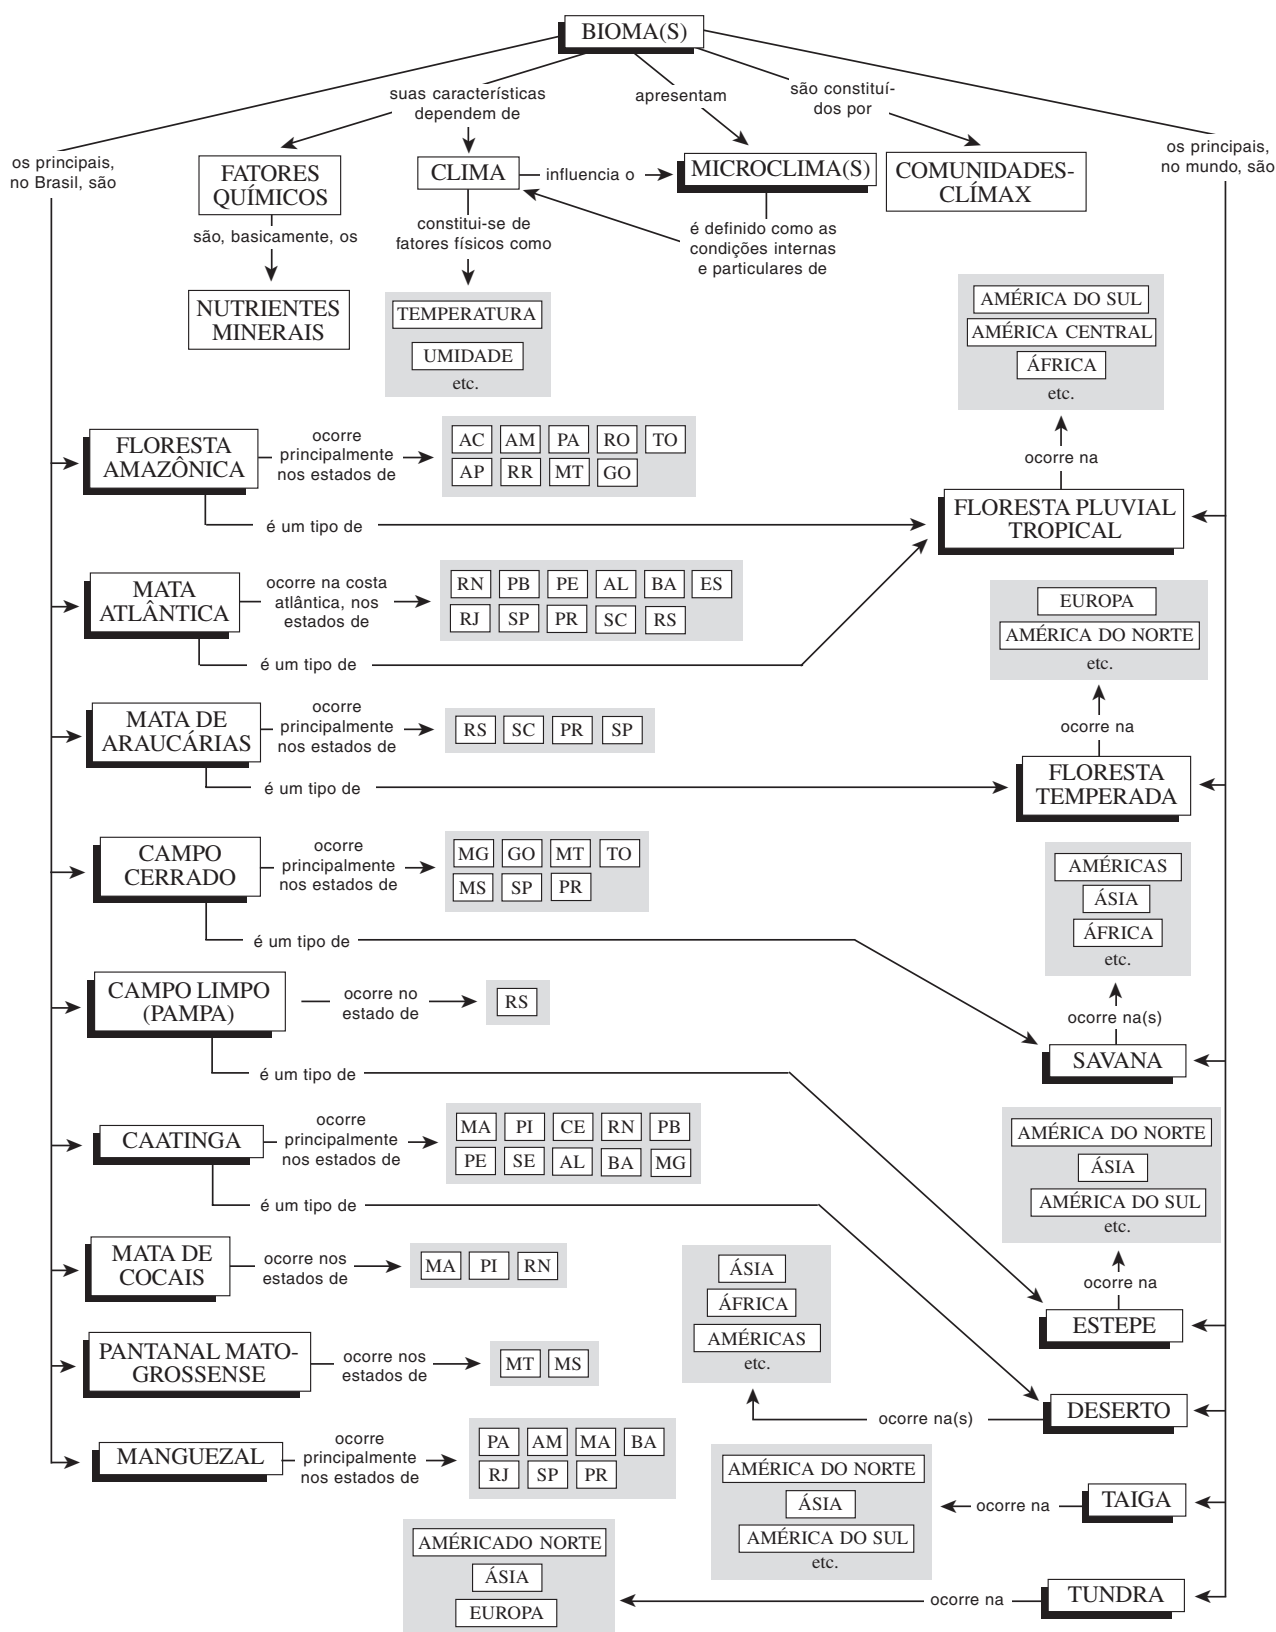 BIOMA(S)
suas características
dependem de
apresentam
são constituí-
dos por
os principais,
no Brasil, são
os principais,
no mundo, são
FATORES
QUÍMICOS
CLIMA
influencia o
MICROCLIMA(S)
COMUNIDADES-
CLÍMAX
são, basicamente, os
constitui-se de
fatores físicos como
é definido como as
condições internas
e particulares de
NUTRIENTES
MINERAIS
TEMPERATURA
UMIDADE
etc.
AMÉRICA DO SUL
AMÉRICA CENTRAL
ÁFRICA
etc.
ocorre na
FLORESTA
AMAZÔNICA
ocorre
principalmente
nos estados de
AC AM PA RO TO
AP RR MT GO
é um tipo de
FLORESTA PLUVIAL
TROPICAL
MATA
ATLÂNTICA
ocorre na costa
atlântica, nos
estados de
RN PB PE AL BA ES
RJ SP PR SC RS
é um tipo de
EUROPA
AMÉRICA DO NORTE
etc.
ocorre na
MATA DE
ARAUCÁRIAS
ocorre
principalmente
nos estados de
RS SC PR SP
é um tipo de
FLORESTA
TEMPERADA
CAMPO
CERRADO
ocorre
principalmente
nos estados de
MG GO MT TO
MS SP PR
é um tipo de
AMÉRICAS
ÁSIA
ÁFRICA
etc.
ocorre na(s)
SAVANA
CAMPO LIMPO
(PAMPA)
ocorre no
estado de
RS
é um tipo de
CAATINGA
ocorre
principalmente
nos estados de
MA PI CE RN PB
PE SE AL BA MG
é um tipo de
AMÉRICA DO NORTE
ÁSIA
AMÉRICA DO SUL
etc.
ocorre na
ESTEPE
MATA DE
COCAIS
ocorre nos
estados de
MA PI RN
ÁSIA
ÁFRICA
AMÉRICAS
etc.
ocorre na(s)
DESERTO
PANTANAL MATO-
GROSSENSE
ocorre nos
estados de
MT MS
MANGUEZAL
ocorre
principalmente
nos estados de
PA AM MA BA
RJ SP PR
AMÉRICA DO NORTE
ÁSIA
AMÉRICA DO SUL
etc.
ocorre na
TAIGA
AMÉRICADO NORTE
ÁSIA
EUROPA
ocorre na
TUNDRA